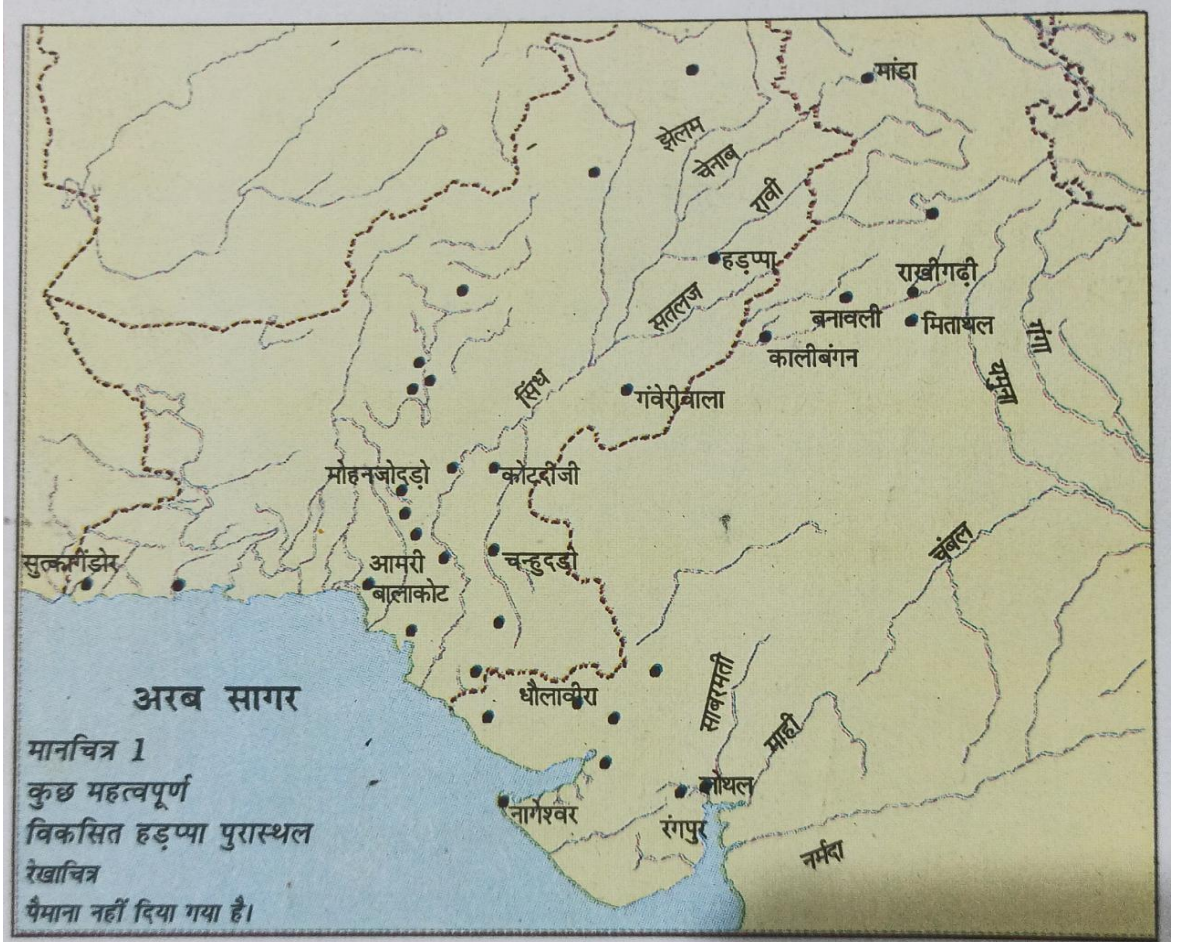 मांडा
झेलम
चेनाब
रावी
हड़प्पा
सतलज
राखीगढ़ी
बनावली
मिताथल
कालीबंगन
गंगा
यमुना
सिंध
गंवेरीवाला
मोहनजोदड़ो
कोटदीजी
चंबल
सुत्कागेंडोर
आमरी
चन्हुदड़ो
बालाकोट
धौलावीरा
साबरमती
माही
लोथल
नागेश्वर
रंगपुर
नर्मदा
अरब सागर
मानचित्र 1
कुछ महत्वपूर्ण
विकसित हड़प्पा पुरास्थल
रेखाचित्र
पैमाना नहीं दिया गया है।